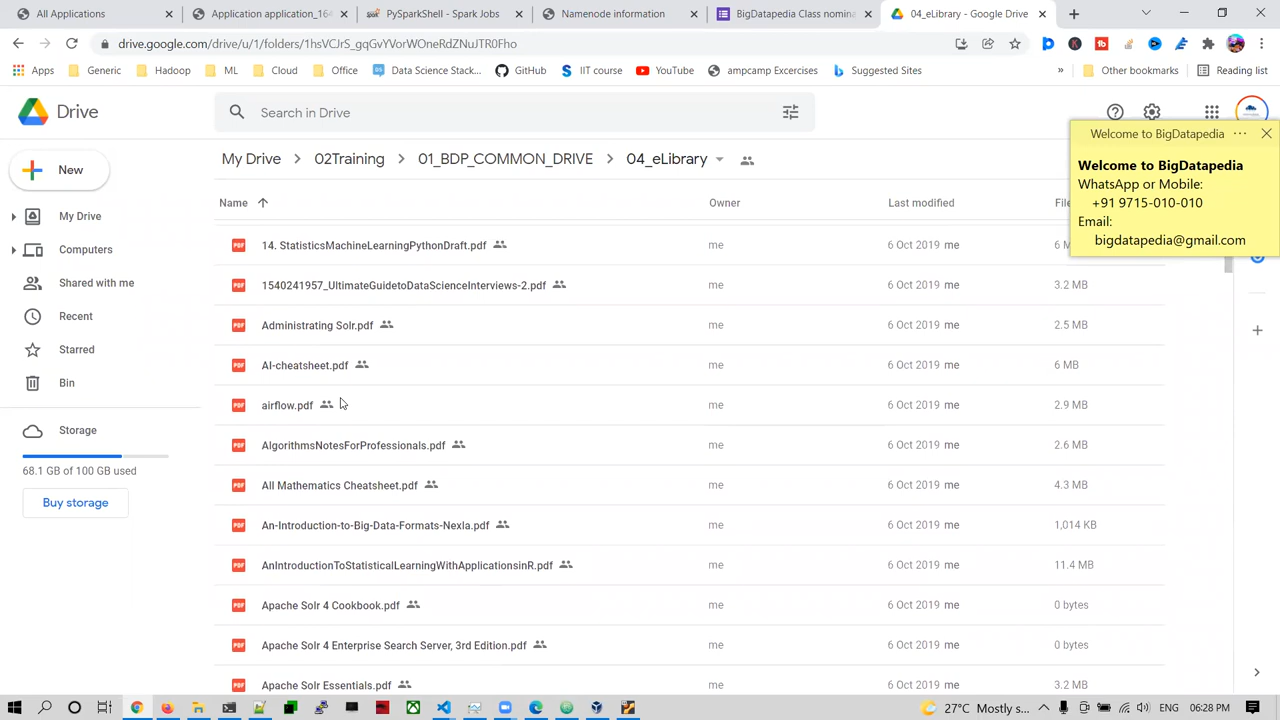 All Applications
Application application_164
PySparkShell - Spark Jobs
Namenode information
BigDatapedia Class nomina
04_eLibrary - Google Drive
drive.google.com/drive/u/1/folders/1hsVCJrS_gqGvYVorWOneRdZNuJTR0Fho
Apps
Generic
Hadoop
ML
Cloud
Office
Data Science Stack...
GitHub
IIT course
YouTube
ampcamp Excercises
Suggested Sites
»
Other bookmarks
Reading list
Drive
Search in Drive
New
My Drive
Computers
Shared with me
Recent
Starred
Bin
Storage
68.1 GB of 100 GB used
Buy storage
My Drive > 02Training > 01_BDP_COMMON_DRIVE > 04_eLibrary
Name Owner Last modified File
14. StatisticsMachineLearningPythonDraft.pdf me 6 Oct 2019 me 6 M
1540241957_UltimateGuidetoDataScienceInterviews-2.pdf me 6 Oct 2019 me 3.2 MB
Administrating Solr.pdf me 6 Oct 2019 me 2.5 MB
AI-cheatsheet.pdf me 6 Oct 2019 me 6 MB
airflow.pdf me 6 Oct 2019 me 2.9 MB
AlgorithmsNotesForProfessionals.pdf me 6 Oct 2019 me 2.6 MB
All Mathematics Cheatsheet.pdf me 6 Oct 2019 me 4.3 MB
An-Introduction-to-Big-Data-Formats-Nexla.pdf me 6 Oct 2019 me 1,014 KB
AnIntroductionToStatisticalLearningWithApplicationsinR.pdf me 6 Oct 2019 me 11.4 MB
Apache Solr 4 Cookbook.pdf me 6 Oct 2019 me 0 bytes
Apache Solr 4 Enterprise Search Server, 3rd Edition.pdf me 6 Oct 2019 me 0 bytes
Apache Solr Essentials.pdf me 6 Oct 2019 me 3.2 MB
Welcome to BigDatapedia
Welcome to BigDatapedia
WhatsApp or Mobile:
+91 9715-010-010
Email:
bigdatapedia@gmail.com
27°C Mostly s... ENG 06:28 PM